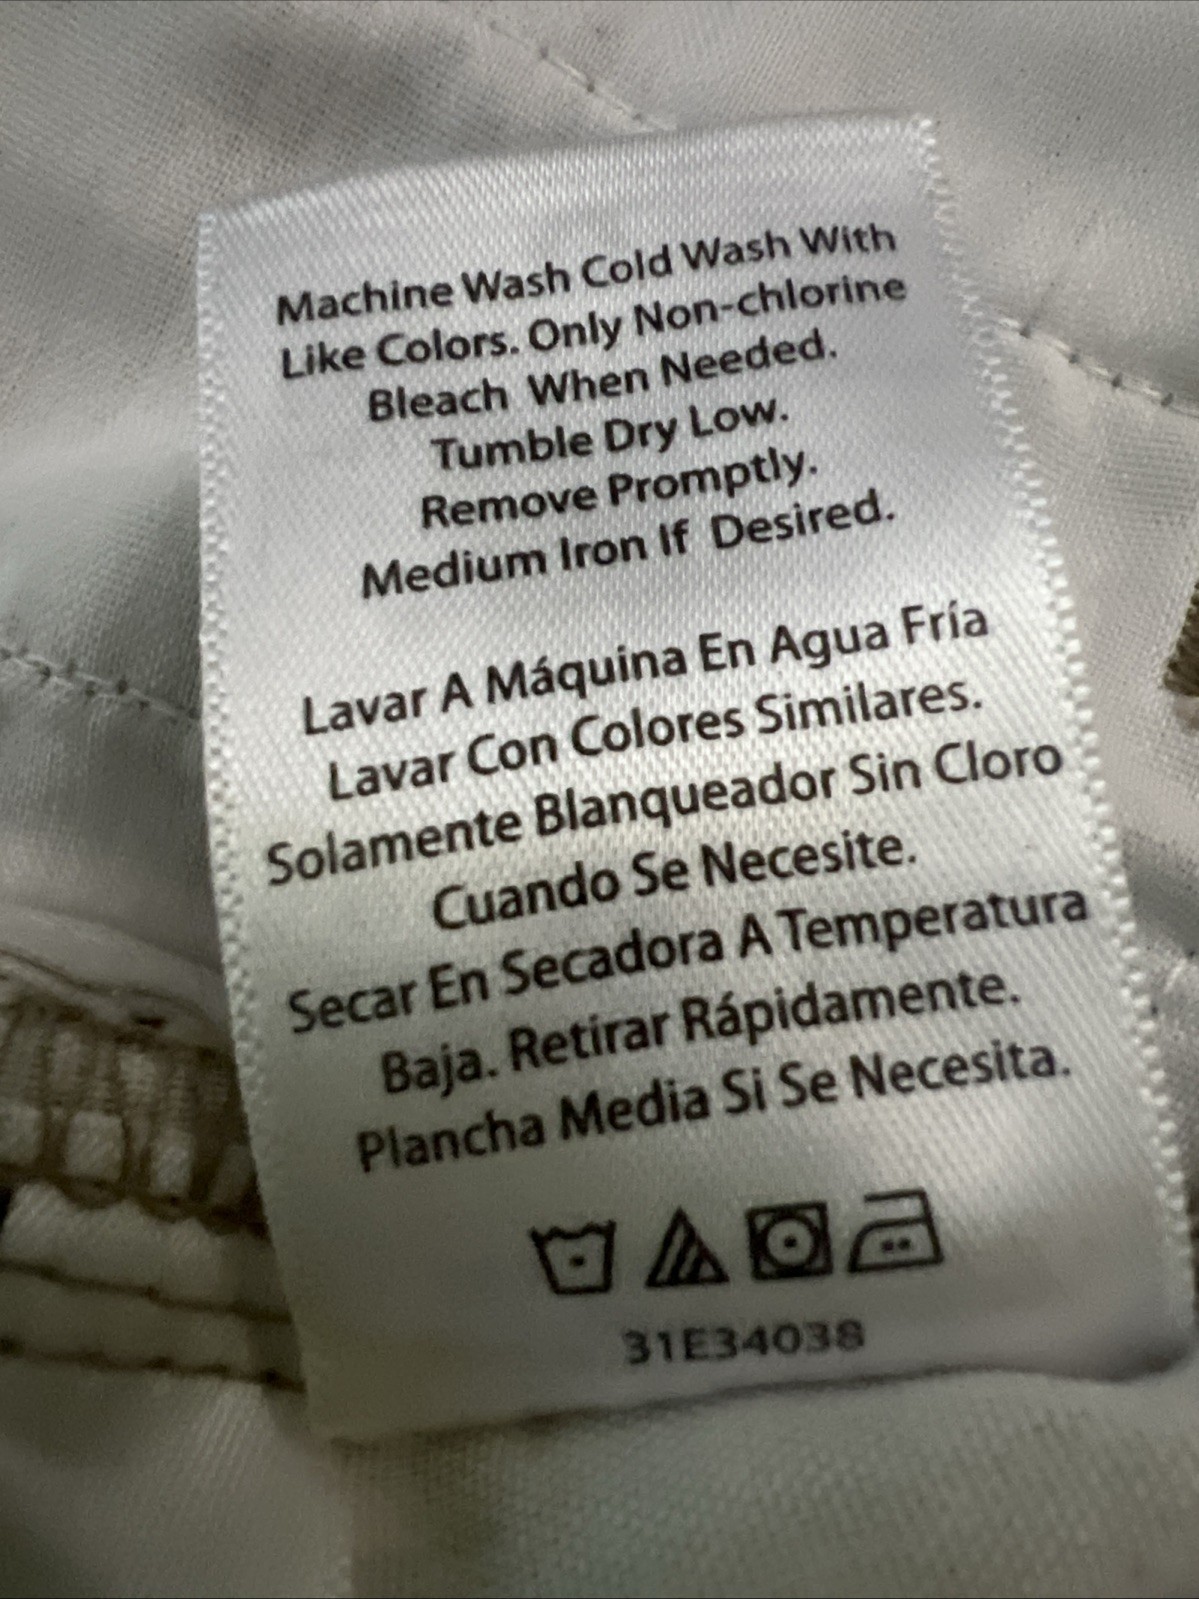 Machine Wash Cold Wash With
Like Colors. Only Non-chlorine
Bleach When Needed.
Tumble Dry Low.
Remove Promptly.
Medium Iron If Desired.
Lavar A Máquina En Agua Fría
Lavar Con Colores Similares.
Solamente Blanqueador Sin Cloro
Cuando Se Necesite.
Secar En Secadora A Temperatura
Baja. Retirar Rápidamente.
Plancha Media Si Se Necesita.
31E34038